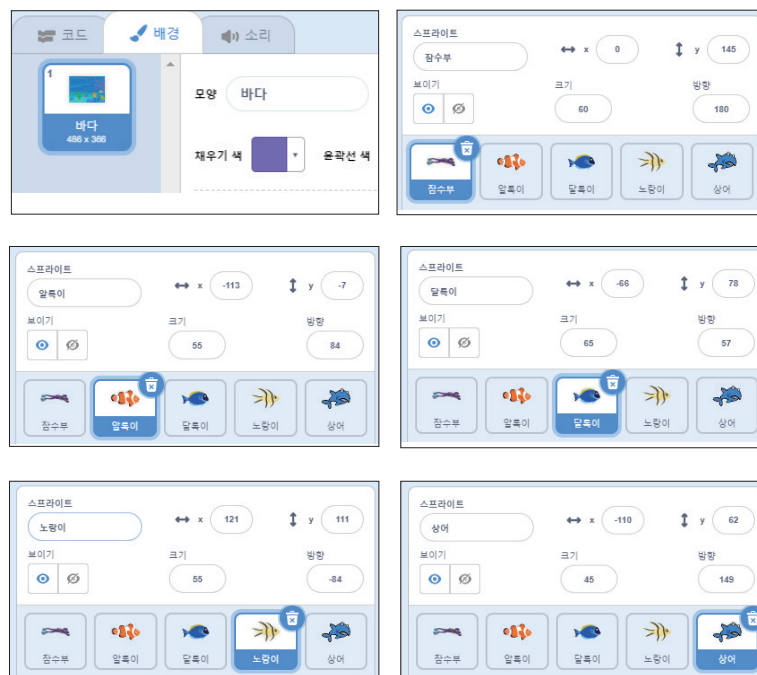 코드 배경 소리
1
바다
486 x 366
모양 바다
채우기 색 윤곽선 색
스프라이트
잠수부 x 0 y 145
보이기 크기 방향
60 180
잠수부 알록이 달록이 노랑이 상어
스프라이트
알록이 x -113 y -7
보이기 크기 방향
55 84
잠수부 알록이 달록이 노랑이 상어
스프라이트
달록이 x -66 y 78
보이기 크기 방향
65 57
잠수부 알록이 달록이 노랑이 상어
스프라이트
노랑이 x 121 y 111
보이기 크기 방향
55 -84
잠수부 알록이 달록이 노랑이 상어
스프라이트
상어 x -110 y 62
보이기 크기 방향
45 149
잠수부 알록이 달록이 노랑이 상어